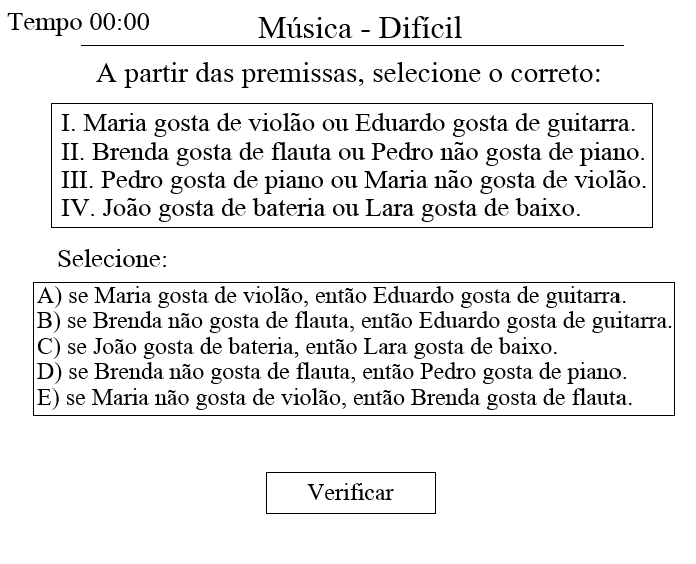 Tempo 00:00
Música - Difícil
A partir das premissas, selecione o correto:
I. Maria gosta de violão ou Eduardo gosta de guitarra.
II. Brenda gosta de flauta ou Pedro não gosta de piano.
III. Pedro gosta de piano ou Maria não gosta de violão.
IV. João gosta de bateria ou Lara gosta de baixo.
Selecione:
A) se Maria gosta de violão, então Eduardo gosta de guitarra.
B) se Brenda não gosta de flauta, então Eduardo gosta de guitarra.
C) se João gosta de bateria, então Lara gosta de baixo.
D) se Brenda não gosta de flauta, então Pedro gosta de piano.
E) se Maria não gosta de violão, então Brenda gosta de flauta.
Verificar